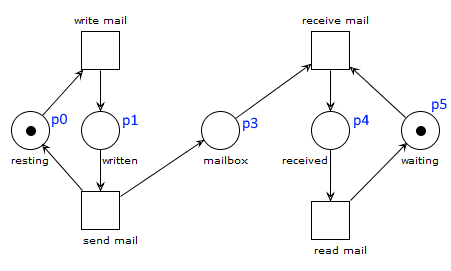 write mail
receive mail
p0
p1
p3
p4
p5
resting
written
mailbox
received
waiting
send mail
read mail